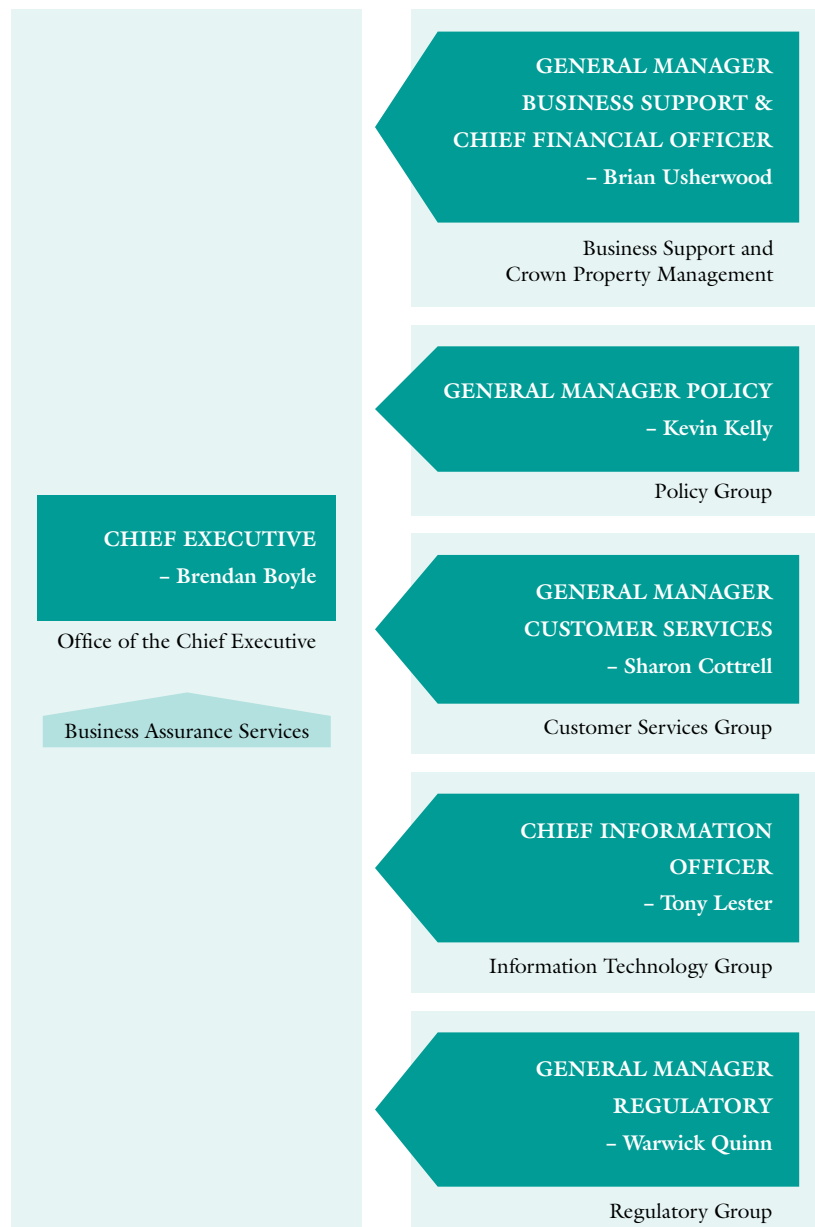 CHIEF EXECUTIVE
– Brendan Boyle
Office of the Chief Executive
Business Assurance Services
GENERAL MANAGER
BUSINESS SUPPORT &
CHIEF FINANCIAL OFFICER
– Brian Usherwood
Business Support and
Crown Property Management
GENERAL MANAGER POLICY
– Kevin Kelly
Policy Group
GENERAL MANAGER
CUSTOMER SERVICES
– Sharon Cottrell
Customer Services Group
CHIEF INFORMATION
OFFICER
– Tony Lester
Information Technology Group
GENERAL MANAGER
REGULATORY
– Warwick Quinn
Regulatory Group